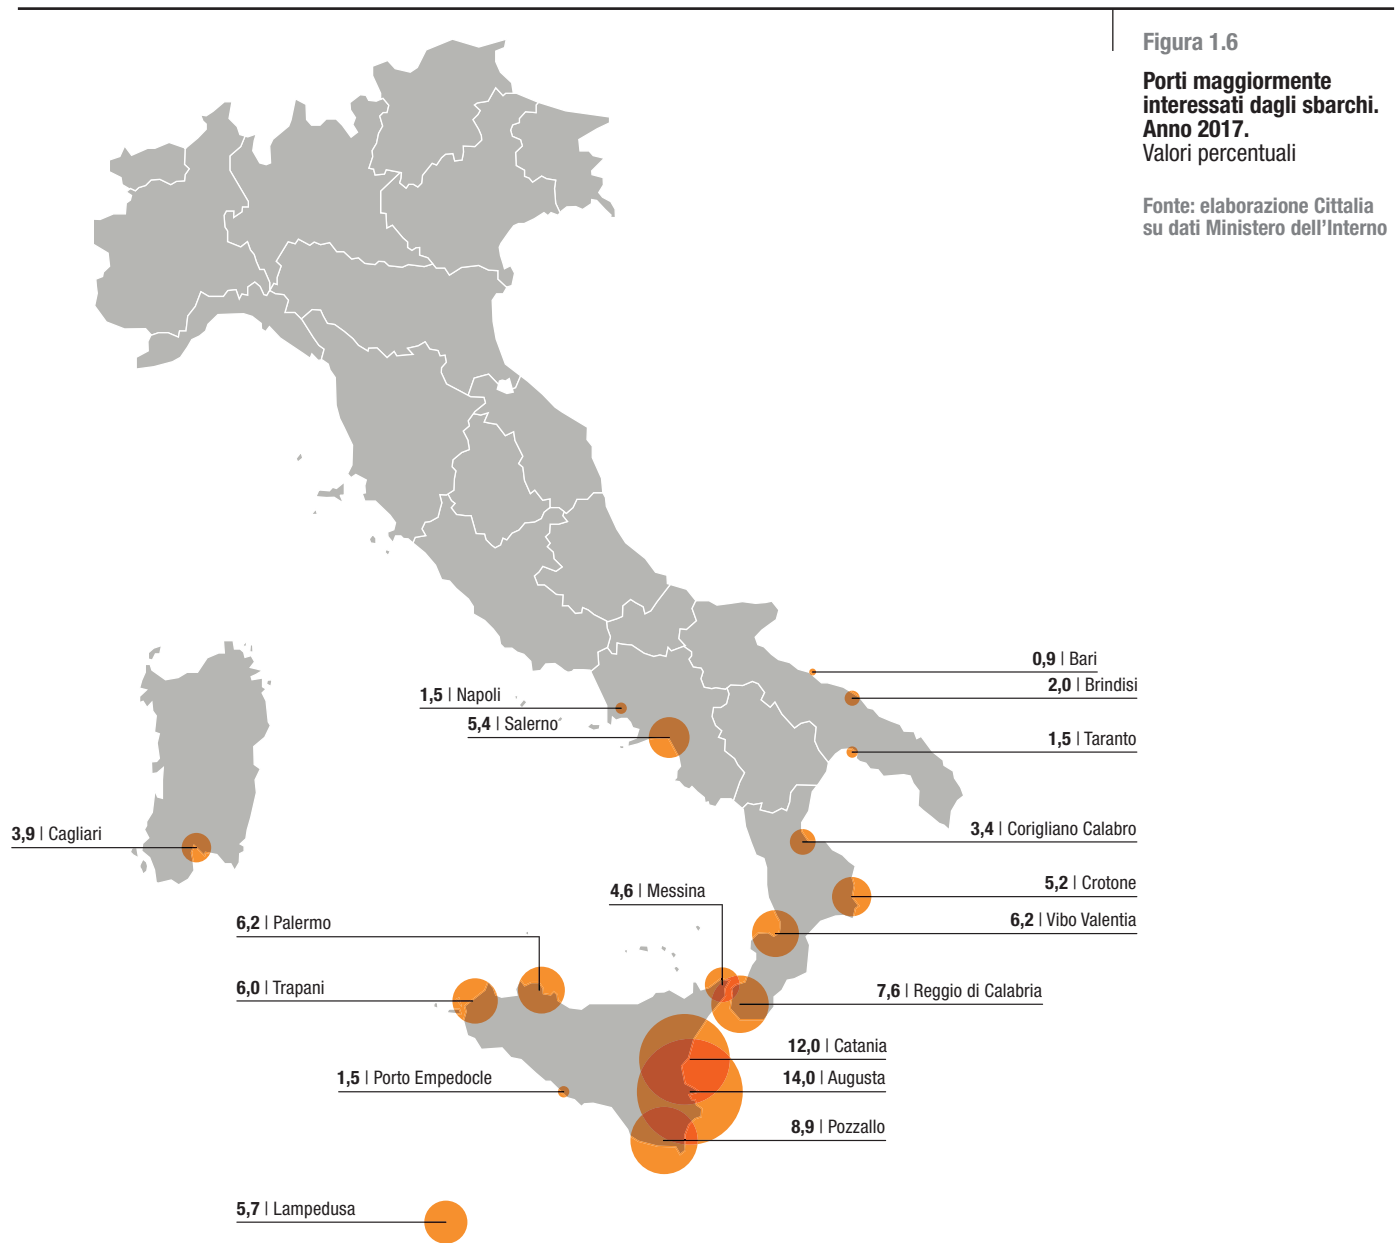 Figura 1.6
Porti maggiormente
interessati dagli sbarchi.
Anno 2017.
Valori percentuali
Fonte: elaborazione Cittalia
su dati Ministero dell'Interno
0,9 | Bari
2,0 | Brindisi
1,5 | Napoli
5,4 | Salerno
1,5 | Taranto
3,9 | Cagliari
3,4 | Corigliano Calabro
5,2 | Crotone
4,6 | Messina
6,2 | Vibo Valentia
6,2 | Palermo
6,0 | Trapani
7,6 | Reggio di Calabria
12,0 | Catania
1,5 | Porto Empedocle
14,0 | Augusta
8,9 | Pozzallo
5,7 | Lampedusa